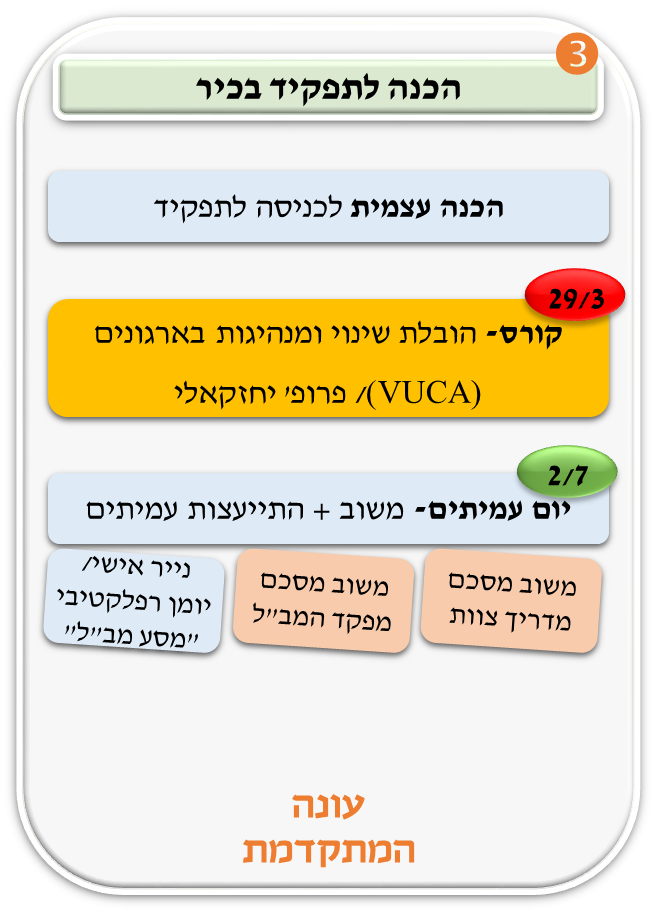 3
הכנה לתפקיד בכיר
הכנה עצמית לכניסה לתפקיד
29/3
קורס- הובלת שינוי ומנהיגות בארגונים
(VUCA)/ פרופ' יחזקאלי
2/7
יום עמיתים- משוב + התייעצות עמיתים
משוב מסכם
מדריך צוות
משוב מסכם
מפקד המב"ל
נייר אישי/
יומן רפלקטיבי
"מסע מב"ל"
עונה
המתקדמת